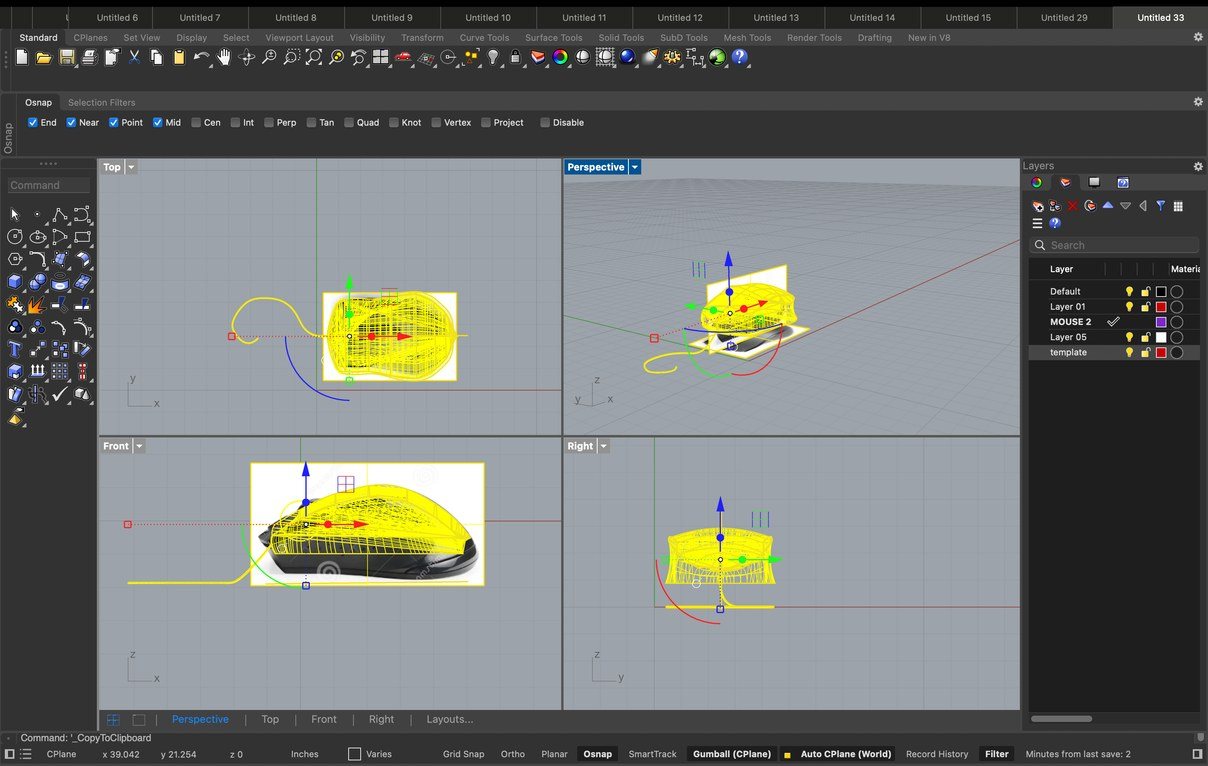 Untitled 6 Untitled 7 Untitled 8 Untitled 9 Untitled 10 Untitled 11 Untitled 12 Untitled 13 Untitled 14 Untitled 15 Untitled 29 Untitled 33
Standard CPlanes Set View Display Select Viewport Layout Visibility Transform Curve Tools Surface Tools Solid Tools SubD Tools Mesh Tools Render Tools Drafting New in V8
Osnap Selection Filters
Osnap
End Near Point Mid Cen Int Perp Tan Quad Knot Vertex Project Disable
Command
Top
y
x
Perspective
z
y
x
Front
z
x
Right
z
y
Layers
Search
Layer Materia
Default
Layer 01
MOUSE 2
Layer 05
template
Perspective Top Front Right Layouts...
Command: '_CopyToClipboard
CPlane x 39.042 y 21.254 z 0 Inches Varies Grid Snap Ortho Planar Osnap SmartTrack Gumball (CPlane) Auto CPlane (World) Record History Filter Minutes from last save: 2